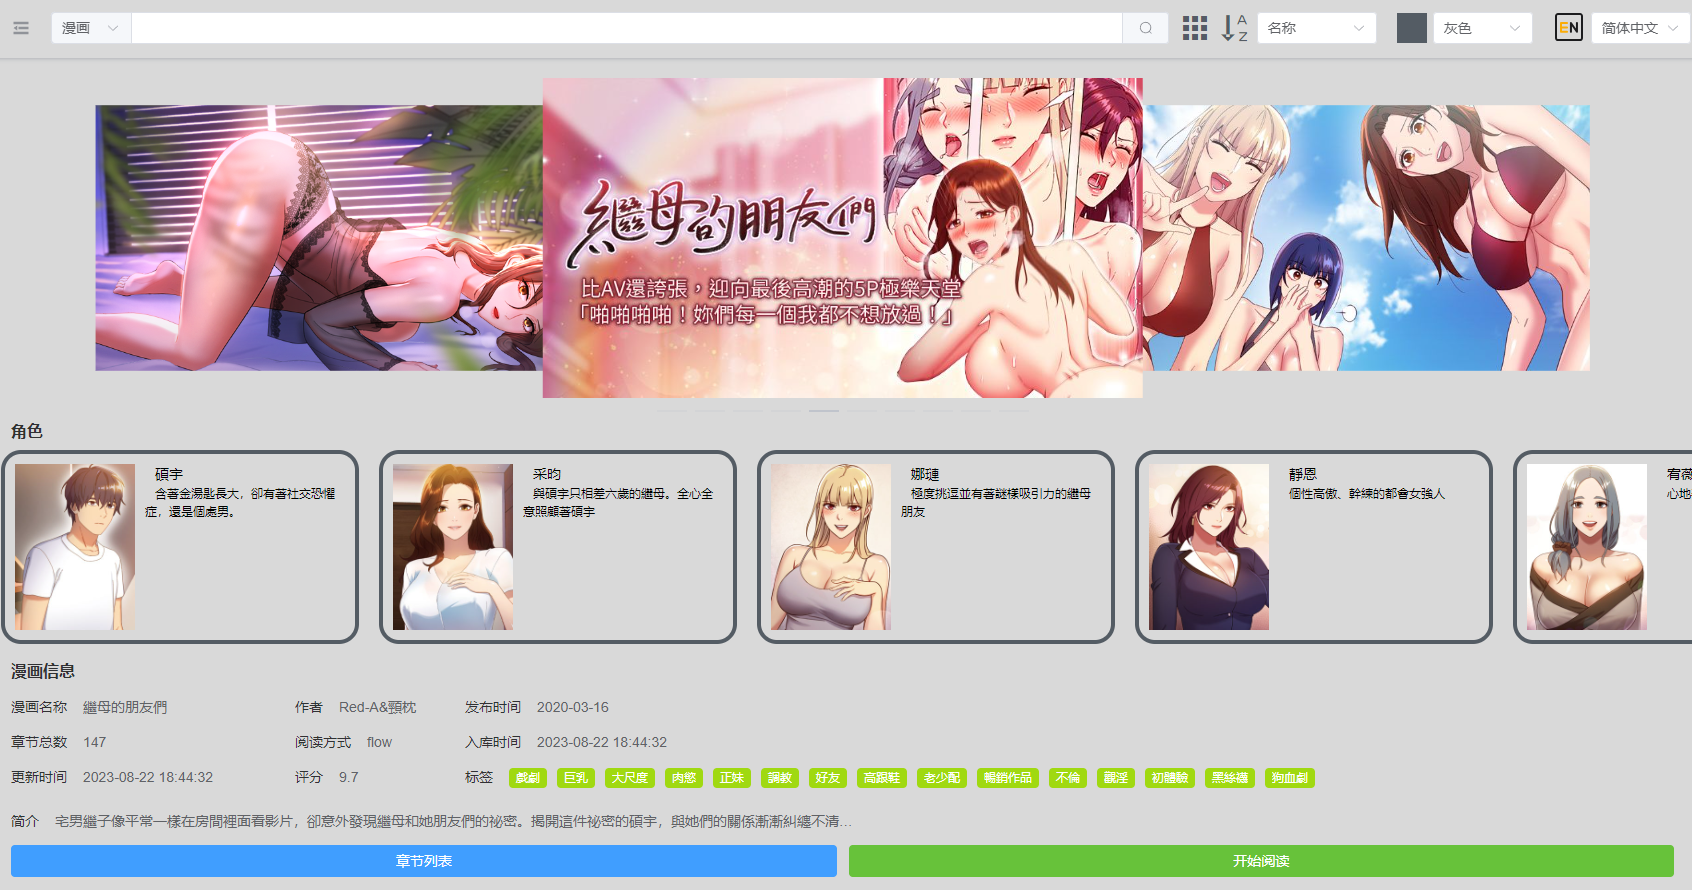 漫画
A
Z
名称
灰色
EN
简体中文
繼母的朋友們
比AV還誇張，迎向最後高潮的5P極樂天堂
「啪啪啪啪！妳們每一個我都不想放過！」
角色
碩宇
含著金湯匙長大，卻有著社交恐懼
症，還是個處男。
采昀
與碩宇只相差六歲的繼母。全心全
意照顧著碩宇
娜璉
極度挑逗並有著謎樣吸引力的繼母
朋友
靜恩
個性高傲、幹練的都會女強人
宥薇
心地
漫画信息
漫画名称 繼母的朋友們 作者 Red-A&頸枕 发布时间 2020-03-16
章节总数 147 阅读方式 flow 入库时间 2023-08-22 18:44:32
更新时间 2023-08-22 18:44:32 评分 9.7 标签 戲劇 巨乳 大尺度 肉慾 正妹 調教 好友 高跟鞋 老少配 暢銷作品 不倫 觀淫 初體驗 黑絲襪 狗血劇
简介 宅男繼子像平常一樣在房間裡面看影片，卻意外發現繼母和她朋友們的祕密。揭開這件祕密的碩宇，與她們的關係漸漸糾纏不清…
章节列表 开始阅读